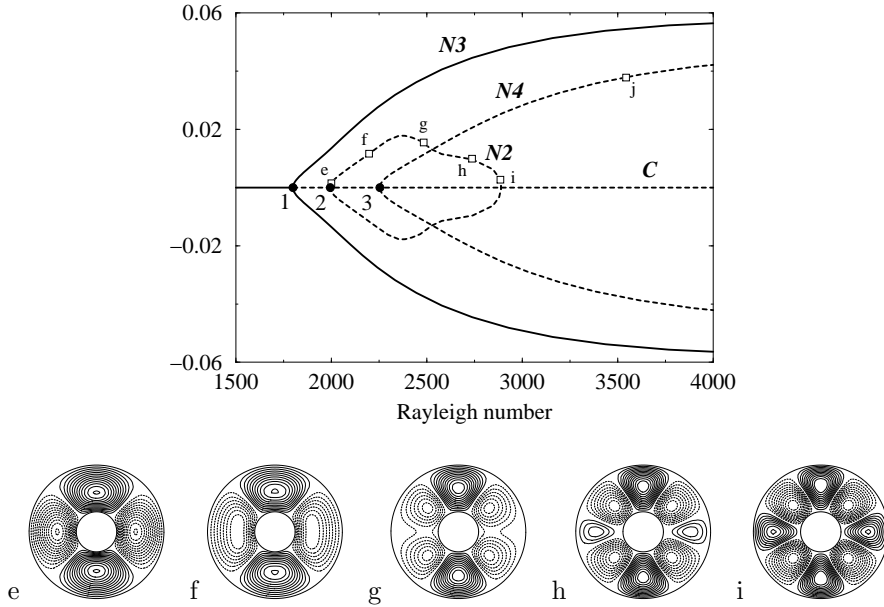 0.06
N3
N4
j
0.02
g
f
N2
e
h
i
C
1
2
3
−0.02
−0.06
1500 2000 2500 3000 3500 4000
Rayleigh number
e f g h i